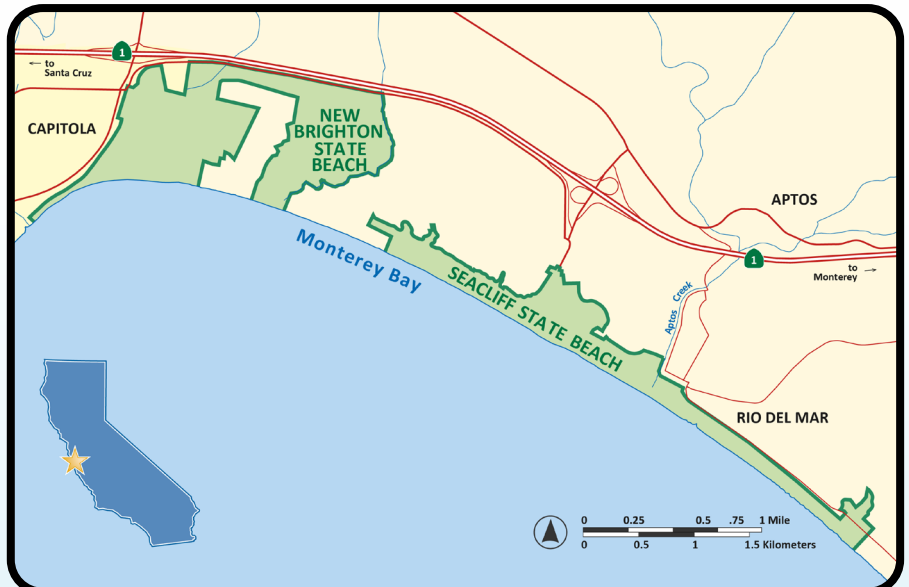 1
← to
Santa Cruz
CAPITOLA
NEW
BRIGHTON
STATE
BEACH
APTOS
1
to
Monterey →
Monterey Bay
SEACLIFF STATE BEACH
Aptos Creek
RIO DEL MAR
0 0.25 0.5 .75 1 Mile
0 0.5 1 1.5 Kilometers